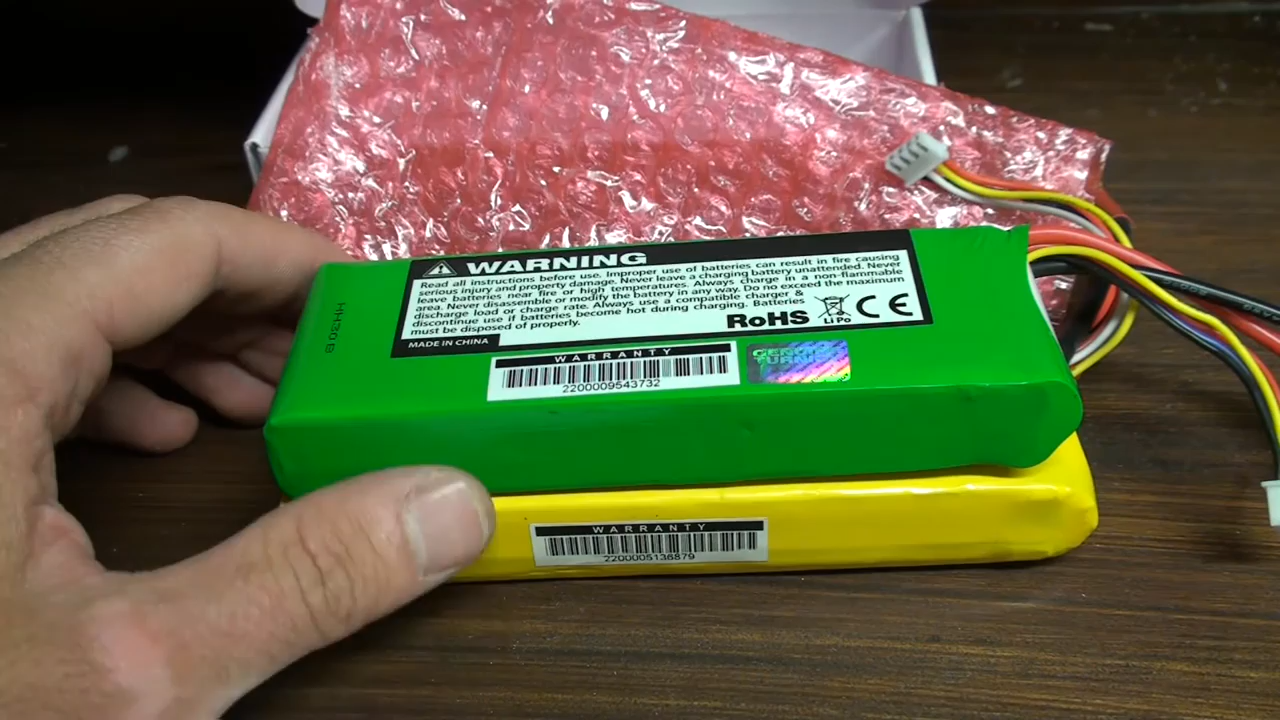 WARNING
Read all instructions before use. Improper use of batteries can result in fire causing
serious injury and property damage. Never leave a charging battery unattended. Never
leave batteries near fire or high temperatures. Always charge in a non-flammable
area. Never disassemble or modify the battery in any way. Do no exceed the maximum
discharge load or charge rate. Always use a compatible charger &
discontinue use if batteries become hot during charging. Batteries
must be disposed of properly.
RoHS
Li Po
CE
MADE IN CHINA
HH30B
WARRANTY
2200009543732
WARRANTY
2200005136879